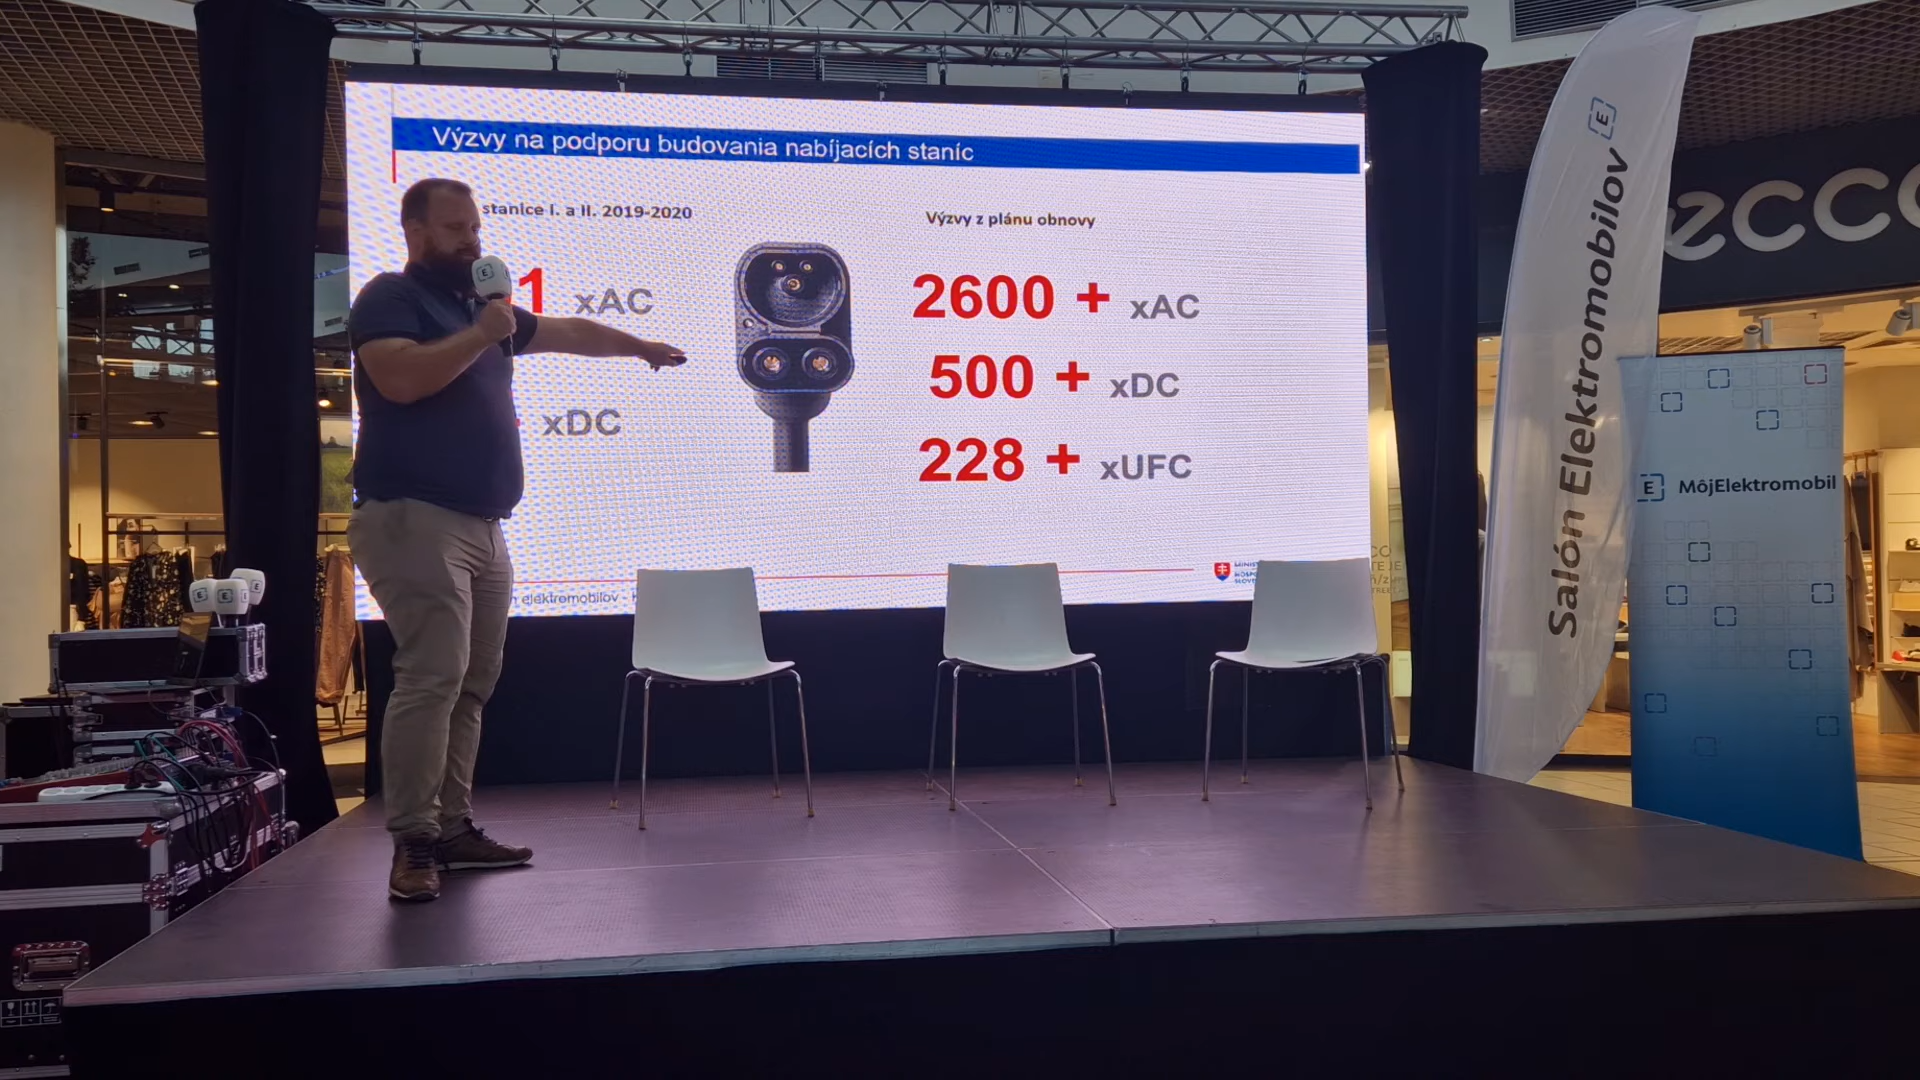 Výzvy na podporu budovania nabíjacích staníc
stanice I. a II. 2019-2020
1 xAC
xDC
Výzvy z plánu obnovy
2600 + xAC
500 + xDC
228 + xUFC
elektromobilov -
E
E
E
E
Salón Elektromobilov E
ecco
E MôjElektromobil